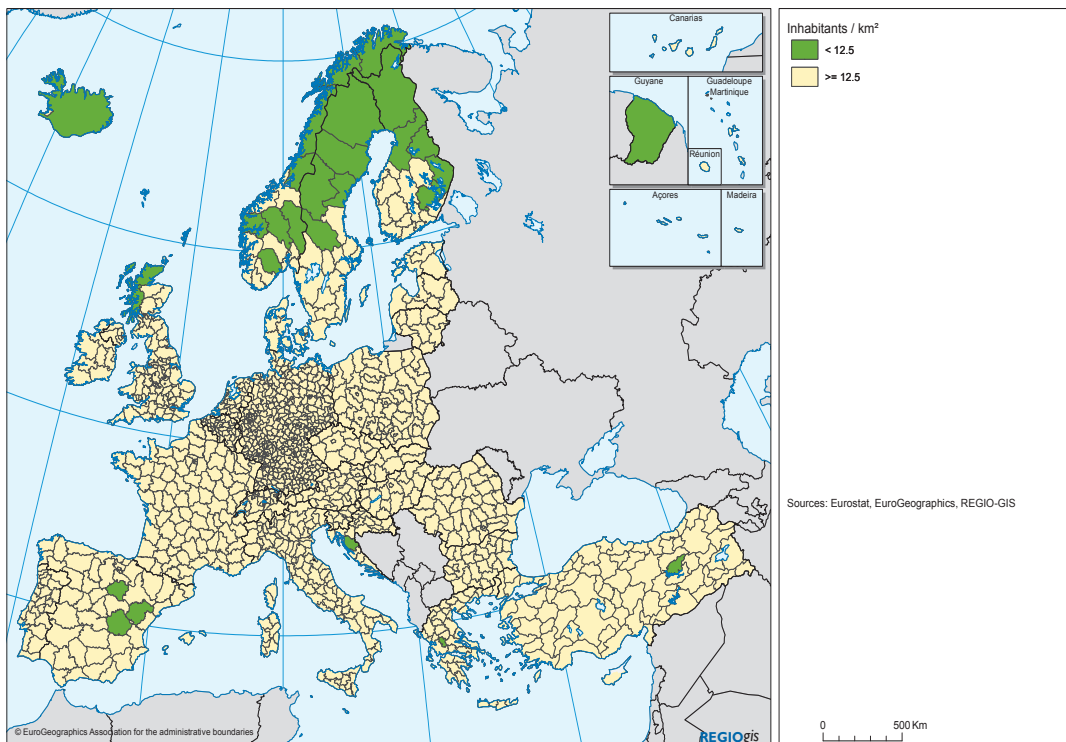 Canarias
Guyane
Guadeloupe
Martinique
Réunion
Açores
Madeira
© EuroGeographics Association for the administrative boundaries
REGIOgis
Inhabitants / km²
< 12.5
>= 12.5
Sources: Eurostat, EuroGeographics, REGIO-GIS
0 500 Km